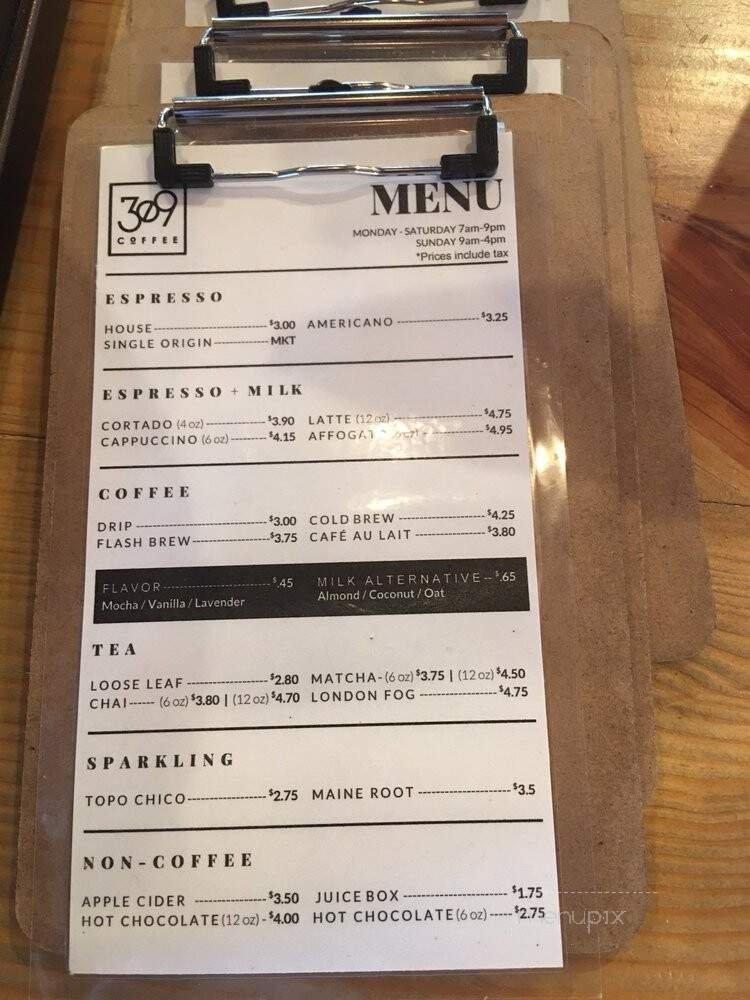 309
COFFEE
MENU
MONDAY - SATURDAY 7am-9pm
SUNDAY 9am-4pm
*Prices include tax
ESPRESSO
HOUSE $3.00 AMERICANO $3.25
SINGLE ORIGIN MKT
ESPRESSO + MILK
CORTADO (4 oz) $3.90 LATTE (12 oz) $4.75
CAPPUCCINO (6 oz) $4.15 $4.95
COFFEE
DRIP $3.00 COLD BREW $4.25
FLASH BREW $3.75 CAFÉ AU LAIT $3.80
FLAVOR $.45 MILK ALTERNATIVE $.65
Mocha / Vanilla / Lavender Almond / Coconut / Oat
TEA
LOOSE LEAF $2.80 MATCHA-(6 oz) $3.75 | (12 oz) $4.50
CHAI (6 oz) $3.80 | (12 oz) $4.70 LONDON FOG $4.75
SPARKLING
TOPO CHICO $2.75 MAINE ROOT $3.5
NON-COFFEE
APPLE CIDER $3.50 JUICE BOX $1.75
HOT CHOCOLATE (12 oz) - $4.00 HOT CHOCOLATE (6 oz) $2.75
menupix